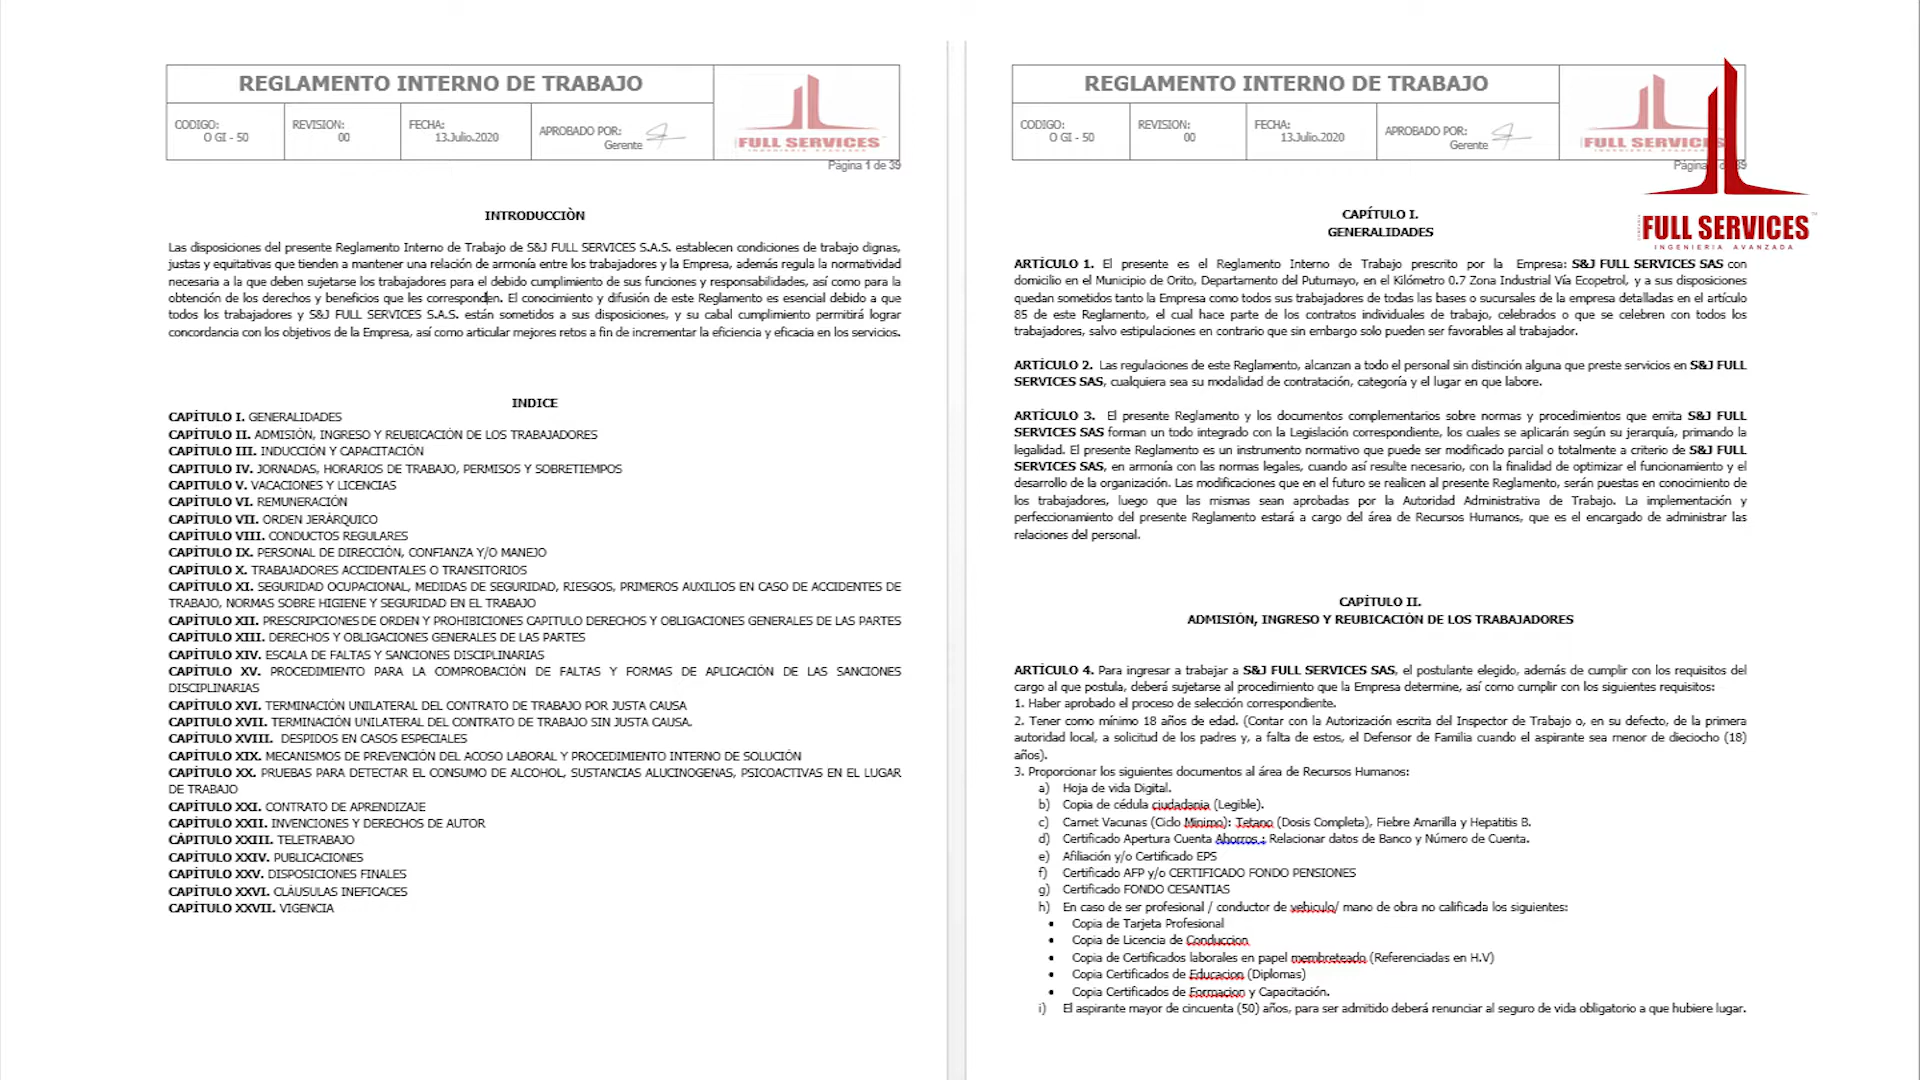 REGLAMENTO INTERNO DE TRABAJO
CODIGO:
O GI - 50
REVISION:
00
FECHA:
13.Julio.2020
APROBADO POR:
Gerente
FULL SERVICES
INGENIERIA AVANZADA
Página 1 de 39
INTRODUCCIÒN
Las disposiciones del presente Reglamento Interno de Trabajo de S&J FULL SERVICES S.A.S. establecen condiciones de trabajo dignas,
justas y equitativas que tienden a mantener una relación de armonía entre los trabajadores y la Empresa, además regula la normatividad
necesaria a la que deben sujetarse los trabajadores para el debido cumplimiento de sus funciones y responsabilidades, así como para la
obtención de los derechos y beneficios que les corresponden. El conocimiento y difusión de este Reglamento es esencial debido a que
todos los trabajadores y S&J FULL SERVICES S.A.S. están sometidos a sus disposiciones, y su cabal cumplimiento permitirá lograr
concordancia con los objetivos de la Empresa, así como articular mejores retos a fin de incrementar la eficiencia y eficacia en los servicios.
INDICE
CAPÍTULO I. GENERALIDADES
CAPÍTULO II. ADMISIÓN, INGRESO Y REUBICACIÓN DE LOS TRABAJADORES
CAPÍTULO III. INDUCCIÓN Y CAPACITACIÓN
CAPÍTULO IV. JORNADAS, HORARIOS DE TRABAJO, PERMISOS Y SOBRETIEMPOS
CAPITULO V. VACACIONES Y LICENCIAS
CAPÍTULO VI. REMUNERACIÓN
CAPÍTULO VII. ORDEN JERÁRQUICO
CAPÍTULO VIII. CONDUCTOS REGULARES
CAPÍTULO IX. PERSONAL DE DIRECCIÓN, CONFIANZA Y/O MANEJO
CAPÍTULO X. TRABAJADORES ACCIDENTALES O TRANSITORIOS
CAPÍTULO XI. SEGURIDAD OCUPACIONAL, MEDIDAS DE SEGURIDAD, RIESGOS, PRIMEROS AUXILIOS EN CASO DE ACCIDENTES DE
TRABAJO, NORMAS SOBRE HIGIENE Y SEGURIDAD EN EL TRABAJO
CAPÍTULO XII. PRESCRIPCIONES DE ORDEN Y PROHIBICIONES CAPITULO DERECHOS Y OBLIGACIONES GENERALES DE LAS PARTES
CAPÍTULO XIII. DERECHOS Y OBLIGACIONES GENERALES DE LAS PARTES
CAPÍTULO XIV. ESCALA DE FALTAS Y SANCIONES DISCIPLINARIAS
CAPÍTULO XV. PROCEDIMIENTO PARA LA COMPROBACIÓN DE FALTAS Y FORMAS DE APLICACIÓN DE LAS SANCIONES
DISCIPLINARIAS
CAPÍTULO XVI. TERMINACIÓN UNILATERAL DEL CONTRATO DE TRABAJO POR JUSTA CAUSA
CAPÍTULO XVII. TERMINACIÓN UNILATERAL DEL CONTRATO DE TRABAJO SIN JUSTA CAUSA.
CAPÍTULO XVIII. DESPIDOS EN CASOS ESPECIALES
CAPÍTULO XIX. MECANISMOS DE PREVENCIÓN DEL ACOSO LABORAL Y PROCEDIMIENTO INTERNO DE SOLUCIÓN
CAPÍTULO XX. PRUEBAS PARA DETECTAR EL CONSUMO DE ALCOHOL, SUSTANCIAS ALUCINOGENAS, PSICOACTIVAS EN EL LUGAR
DE TRABAJO
CAPÍTULO XXI. CONTRATO DE APRENDIZAJE
CAPÍTULO XXII. INVENCIONES Y DERECHOS DE AUTOR
CÁPITULO XXIII. TELETRABAJO
CAPÍTULO XXIV. PUBLICACIONES
CAPÍTULO XXV. DISPOSICIONES FINALES
CAPÍTULO XXVI. CLÁUSULAS INEFICACES
CAPÍTULO XXVII. VIGENCIA
REGLAMENTO INTERNO DE TRABAJO
CODIGO:
O GI - 50
REVISION:
00
FECHA:
13.Julio.2020
APROBADO POR:
Gerente
FULL SERVICES
Página
39
FULL SERVICES
INGENIERIA AVANZADA
CAPÍTULO I.
GENERALIDADES
ARTÍCULO 1. El presente es el Reglamento Interno de Trabajo prescrito por la Empresa: S&J FULL SERVICES SAS con
domicilio en el Municipio de Orito, Departamento del Putumayo, en el Kilómetro 0.7 Zona Industrial Vía Ecopetrol, y a sus disposiciones
quedan sometidos tanto la Empresa como todos sus trabajadores de todas las bases o sucursales de la empresa detalladas en el artículo
85 de este Reglamento, el cual hace parte de los contratos individuales de trabajo, celebrados o que se celebren con todos los
trabajadores, salvo estipulaciones en contrario que sin embargo solo pueden ser favorables al trabajador.
ARTÍCULO 2. Las regulaciones de este Reglamento, alcanzan a todo el personal sin distinción alguna que preste servicios en S&J FULL
SERVICES SAS, cualquiera sea su modalidad de contratación, categoría y el lugar en que labore.
ARTÍCULO 3. El presente Reglamento y los documentos complementarios sobre normas y procedimientos que emita S&J FULL
SERVICES SAS forman un todo integrado con la Legislación correspondiente, los cuales se aplicarán según su jerarquía, primando la
legalidad. El presente Reglamento es un instrumento normativo que puede ser modificado parcial o totalmente a criterio de S&J FULL
SERVICES SAS, en armonía con las normas legales, cuando así resulte necesario, con la finalidad de optimizar el funcionamiento y el
desarrollo de la organización. Las modificaciones que en el futuro se realicen al presente Reglamento, serán puestas en conocimiento de
los trabajadores, luego que las mismas sean aprobadas por la Autoridad Administrativa de Trabajo. La implementación y
perfeccionamiento del presente Reglamento estará a cargo del área de Recursos Humanos, que es el encargado de administrar las
relaciones del personal.
CAPÍTULO II.
ADMISIÓN, INGRESO Y REUBICACIÓN DE LOS TRABAJADORES
ARTÍCULO 4. Para ingresar a trabajar a S&J FULL SERVICES SAS, el postulante elegido, además de cumplir con los requisitos del
cargo al que postula, deberá sujetarse al procedimiento que la Empresa determine, así como cumplir con los siguientes requisitos:
1. Haber aprobado el proceso de selección correspondiente.
2. Tener como mínimo 18 años de edad. (Contar con la Autorización escrita del Inspector de Trabajo o, en su defecto, de la primera
autoridad local, a solicitud de los padres y, a falta de estos, el Defensor de Familia cuando el aspirante sea menor de dieciocho (18)
años).
3. Proporcionar los siguientes documentos al área de Recursos Humanos:
a) Hoja de vida Digital.
b) Copia de cédula ciudadania (Legible).
c) Carnet Vacunas (Ciclo Minimo): Tetano (Dosis Completa), Fiebre Amarilla y Hepatitis B.
d) Certificado Apertura Cuenta Ahorros : Relacionar datos de Banco y Número de Cuenta.
e) Afiliación y/o Certificado EPS
f) Certificado AFP y/o CERTIFICADO FONDO PENSIONES
g) Certificado FONDO CESANTIAS
h) En caso de ser profesional / conductor de vehiculo/ mano de obra no calificada los siguientes:
• Copia de Tarjeta Profesional
• Copia de Licencia de Conduccion
• Copia de Certificados laborales en papel membreteado (Referenciadas en H.V)
• Copia Certificados de Educacion (Diplomas)
• Copia Certificados de Formacion y Capacitación.
i) El aspirante mayor de cincuenta (50) años, para ser admitido deberá renunciar al seguro de vida obligatorio a que hubiere lugar.